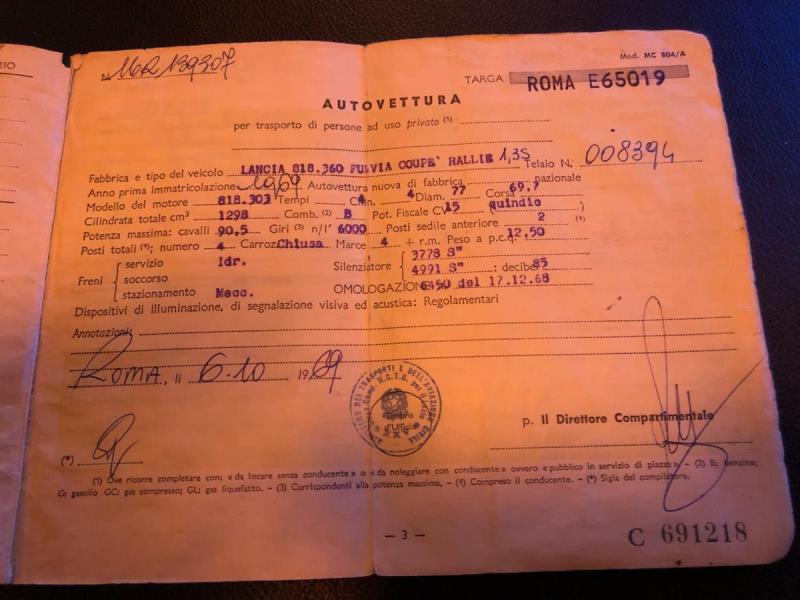 RIO
N. MCR 139307
Mod. MC 804/A
TARGA ROMA E65019
AUTOVETTURA
per trasporto di persone ad uso privato (1)
Fabbrica e tipo del veicolo LANCIA 818.360 FULVIA COUPE' RALLIE 1,3S Telaio N. 008394
Anno prima immatricolazione 1969 Autovettura nuova di fabbrica nazionale
Modello del motore 818.303 Tempi 4 Cilin. 4 Diam. 77 Corsa 69.7
Cilindrata totale cm³ 1298 Comb. (2) B Pot. Fiscale CV 15 (quindic )
Potenza massima: cavalli 90,5 Giri (3) n/l' 6000 Posti sedile anteriore 2 (4)
Posti totali (4); numero 4 Carroz. Chiusa Marce 4 + r.m. Peso a p.c.q. 12.50
Freni servizio Idr. Silenziatore 3778 S"
soccorso 4991 S" : decibel 85
stazionamento Mecc. OMOLOGAZIONE 6450 del 17.12.68
Dispositivi di Illuminazione, di segnalazione visiva ed acustica: Regolamentari
Annotazioni:
ROMA, lì 6·10 1969
Timbro
d'Ufficio
p. Il Direttore Compartimentale
(*)
(1) Ove ricorre completare con: « da locare senza conducente » o « da noleggiare con conducente » ovvero « pubblico in servizio di piazza ». - (2) B: benzina;
G: gasolio GC: gas compresso; GL: gas liquefatto. - (3) Corrispondenti alla potenza massima. - (4) Compreso il conducente. - (*) Sigla del compilatore.
— 3 —
C 691218